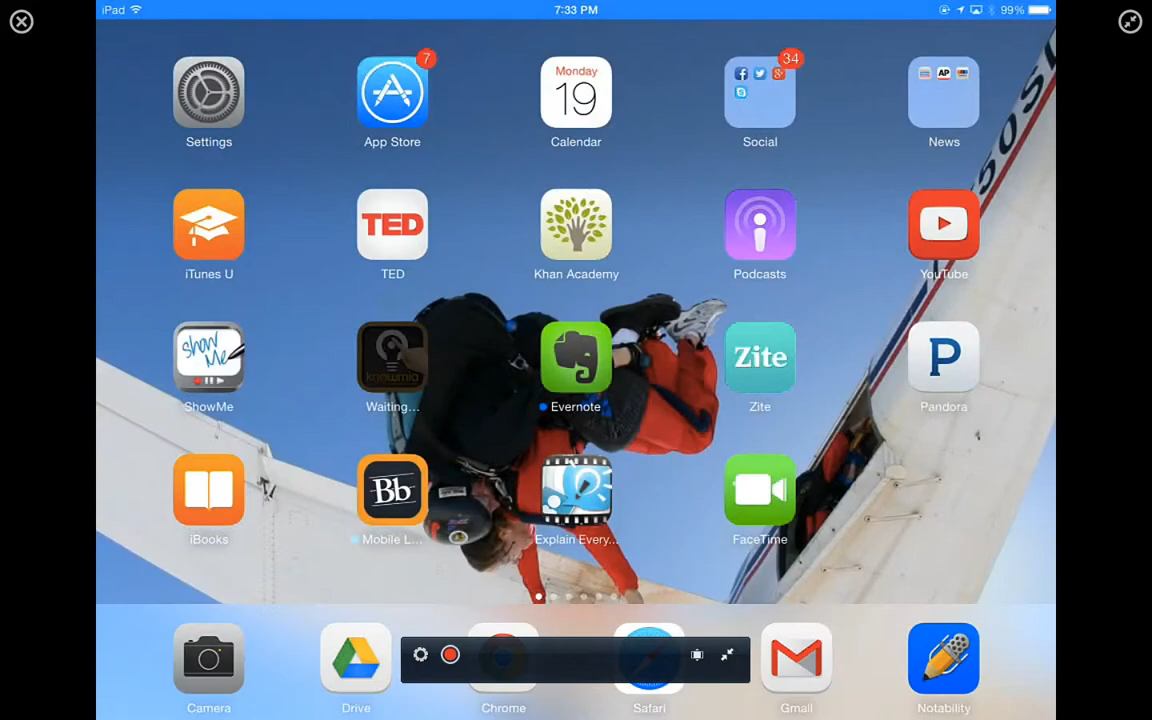 iPad 7:33 PM 99%
7 34
Monday
19
AP
Settings App Store Calendar Social News
TED
iTunes U TED Khan Academy Podcasts YouTube
Show Me knowmia Zite P
ShowMe Waiting... Evernote Zite Pandora
Bb
iBooks Mobile L... Explain Every... FaceTime
Camera Drive Chrome Safari Gmail Notability